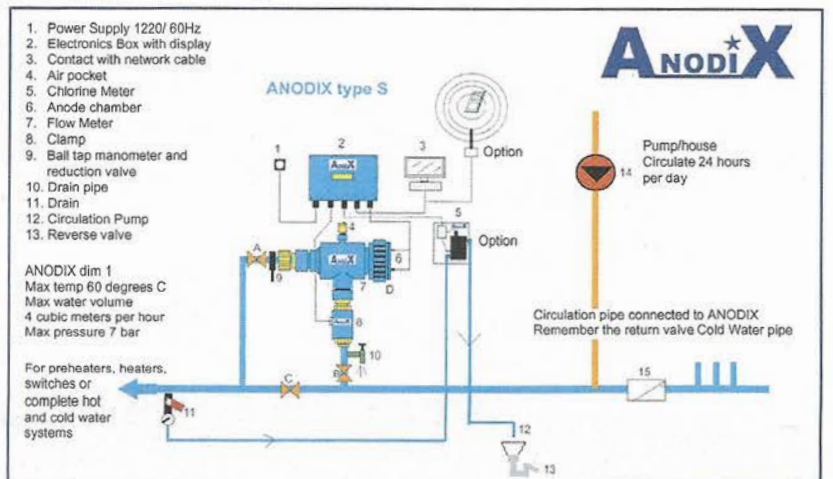 1. Power Supply 1220/ 60Hz
2. Electronics Box with display
3. Contact with network cable
4. Air pocket
5. Chlorine Meter
6. Anode chamber
7. Flow Meter
8. Clamp
9. Ball tap manometer and
reduction valve
10. Drain pipe
11. Drain
12. Circulation Pump
13. Reverse valve
ANODIX dim 1
Max temp 60 degrees C
Max water volume
4 cubic meters per hour
Max pressure 7 bar
For preheaters, heaters,
switches or
complete hot
and cold water
systems
ANODIX type S
ANODIX
Option
Pump/house
Circulate 24 hours
per day
14
1
2
3
ANODIX
4
5
Option
A
ANODIX
6
9
7
D
8
10
B
C
11
Circulation pipe connected to ANODIX
Remember the return valve Cold Water pipe
15
12
13